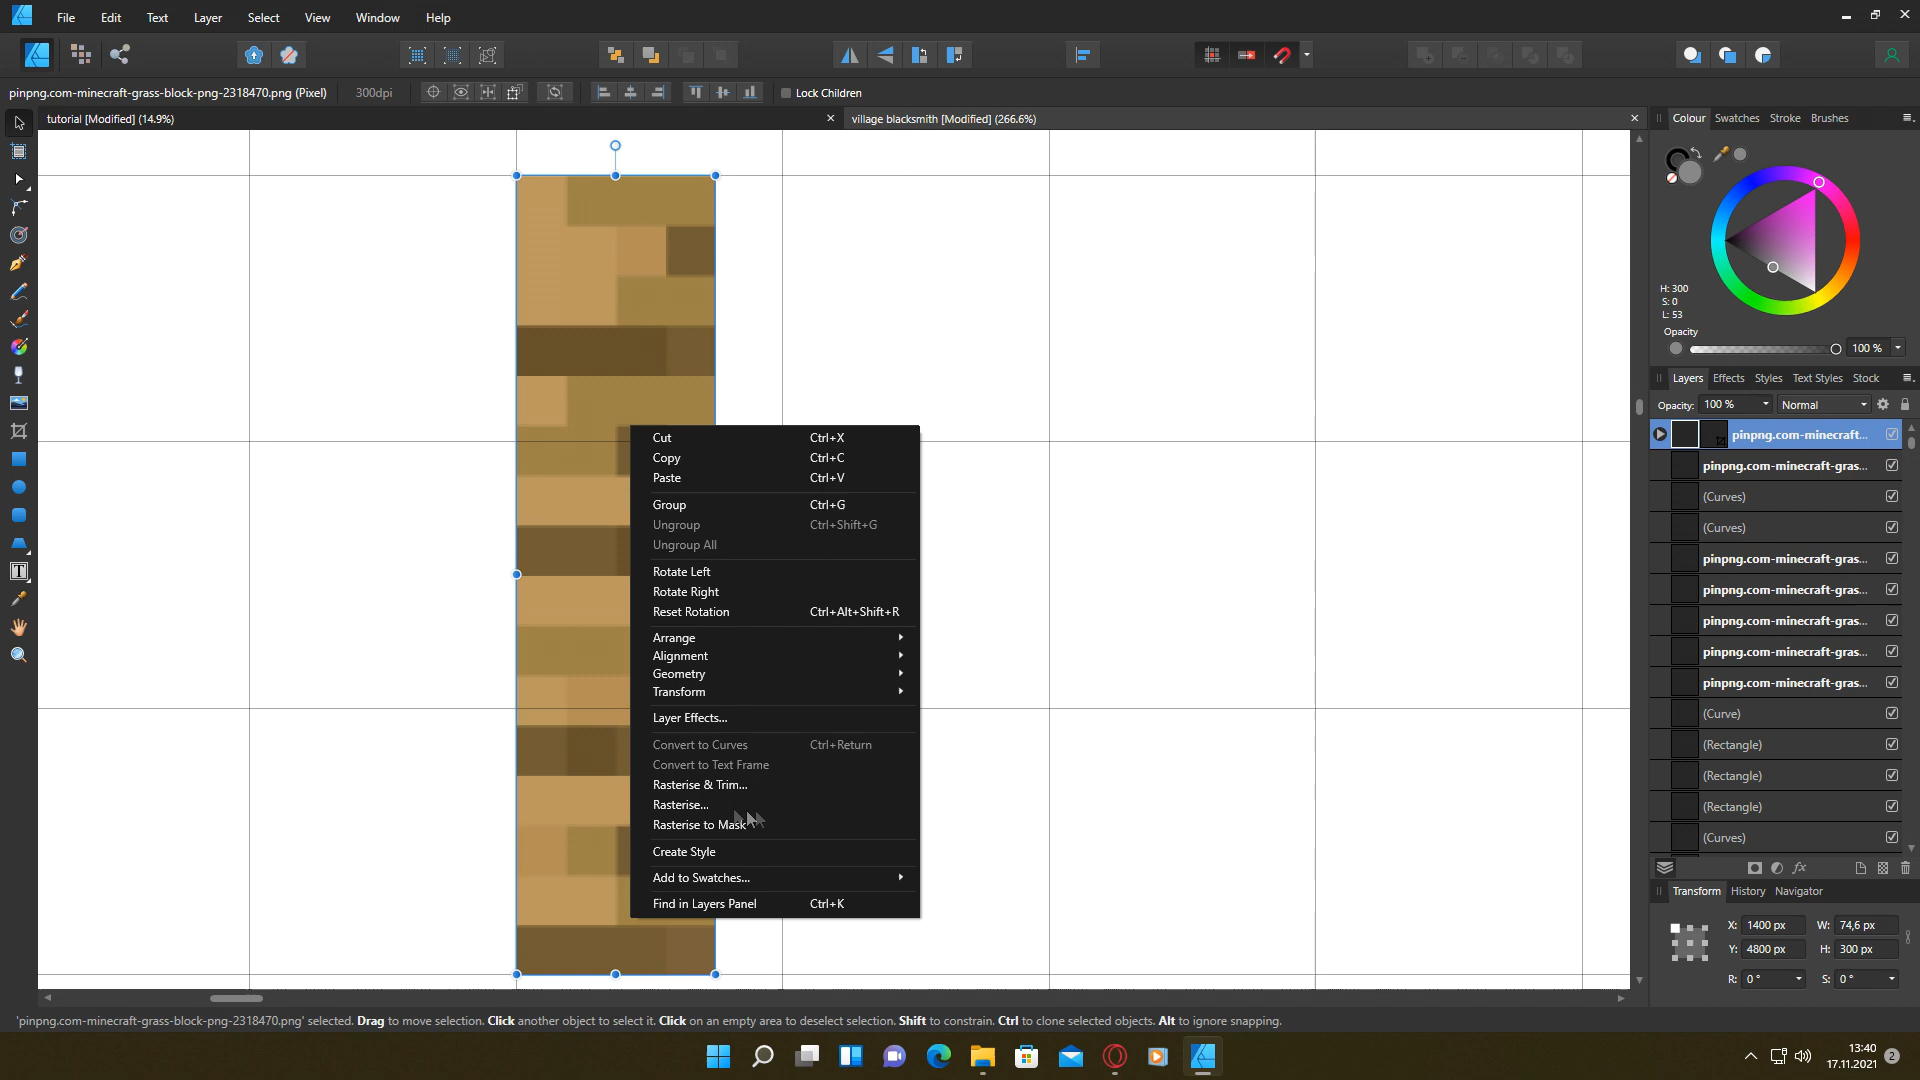 File Edit Text Layer Select View Window Help
pinpng.com-minecraft-grass-block-png-2318470.png (Pixel) 300dpi Lock Children
tutorial [Modified] (14.9%) village blacksmith [Modified] (266.6%)
Colour Swatches Stroke Brushes
H: 300
S: 0
L: 53
Opacity
100 %
Layers Effects Styles Text Styles Stock
Opacity: 100 % Normal
pinpng.com-minecraft...
pinpng.com-minecraft-gras...
(Curves)
(Curves)
pinpng.com-minecraft-gras...
pinpng.com-minecraft-gras...
pinpng.com-minecraft-gras...
pinpng.com-minecraft-gras...
pinpng.com-minecraft-gras...
(Curve)
(Rectangle)
(Rectangle)
(Rectangle)
(Curves)
Transform History Navigator
X: 1400 px W: 74,6 px
Y: 4800 px H: 300 px
R: 0 ° S: 0 °
Cut Ctrl+X
Copy Ctrl+C
Paste Ctrl+V
Group Ctrl+G
Ungroup Ctrl+Shift+G
Ungroup All
Rotate Left
Rotate Right
Reset Rotation Ctrl+Alt+Shift+R
Arrange
Alignment
Geometry
Transform
Layer Effects...
Convert to Curves Ctrl+Return
Convert to Text Frame
Rasterise & Trim...
Rasterise...
Rasterise to Mask
Create Style
Add to Swatches...
Find in Layers Panel Ctrl+K
'pinpng.com-minecraft-grass-block-png-2318470.png' selected. Drag to move selection. Click another object to select it. Click on an empty area to deselect selection. Shift to constrain. Ctrl to clone selected objects. Alt to ignore snapping.
13:40
17.11.2021 2